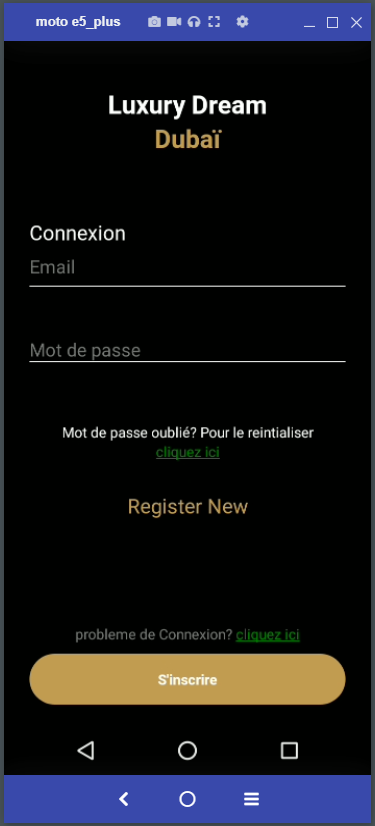 moto e5_plus
Luxury Dream
Dubaï
Connexion
Email
Mot de passe
Mot de passe oublié? Pour le reintialiser
cliquez ici
Register New
probleme de Connexion? cliquez ici
S'inscrire